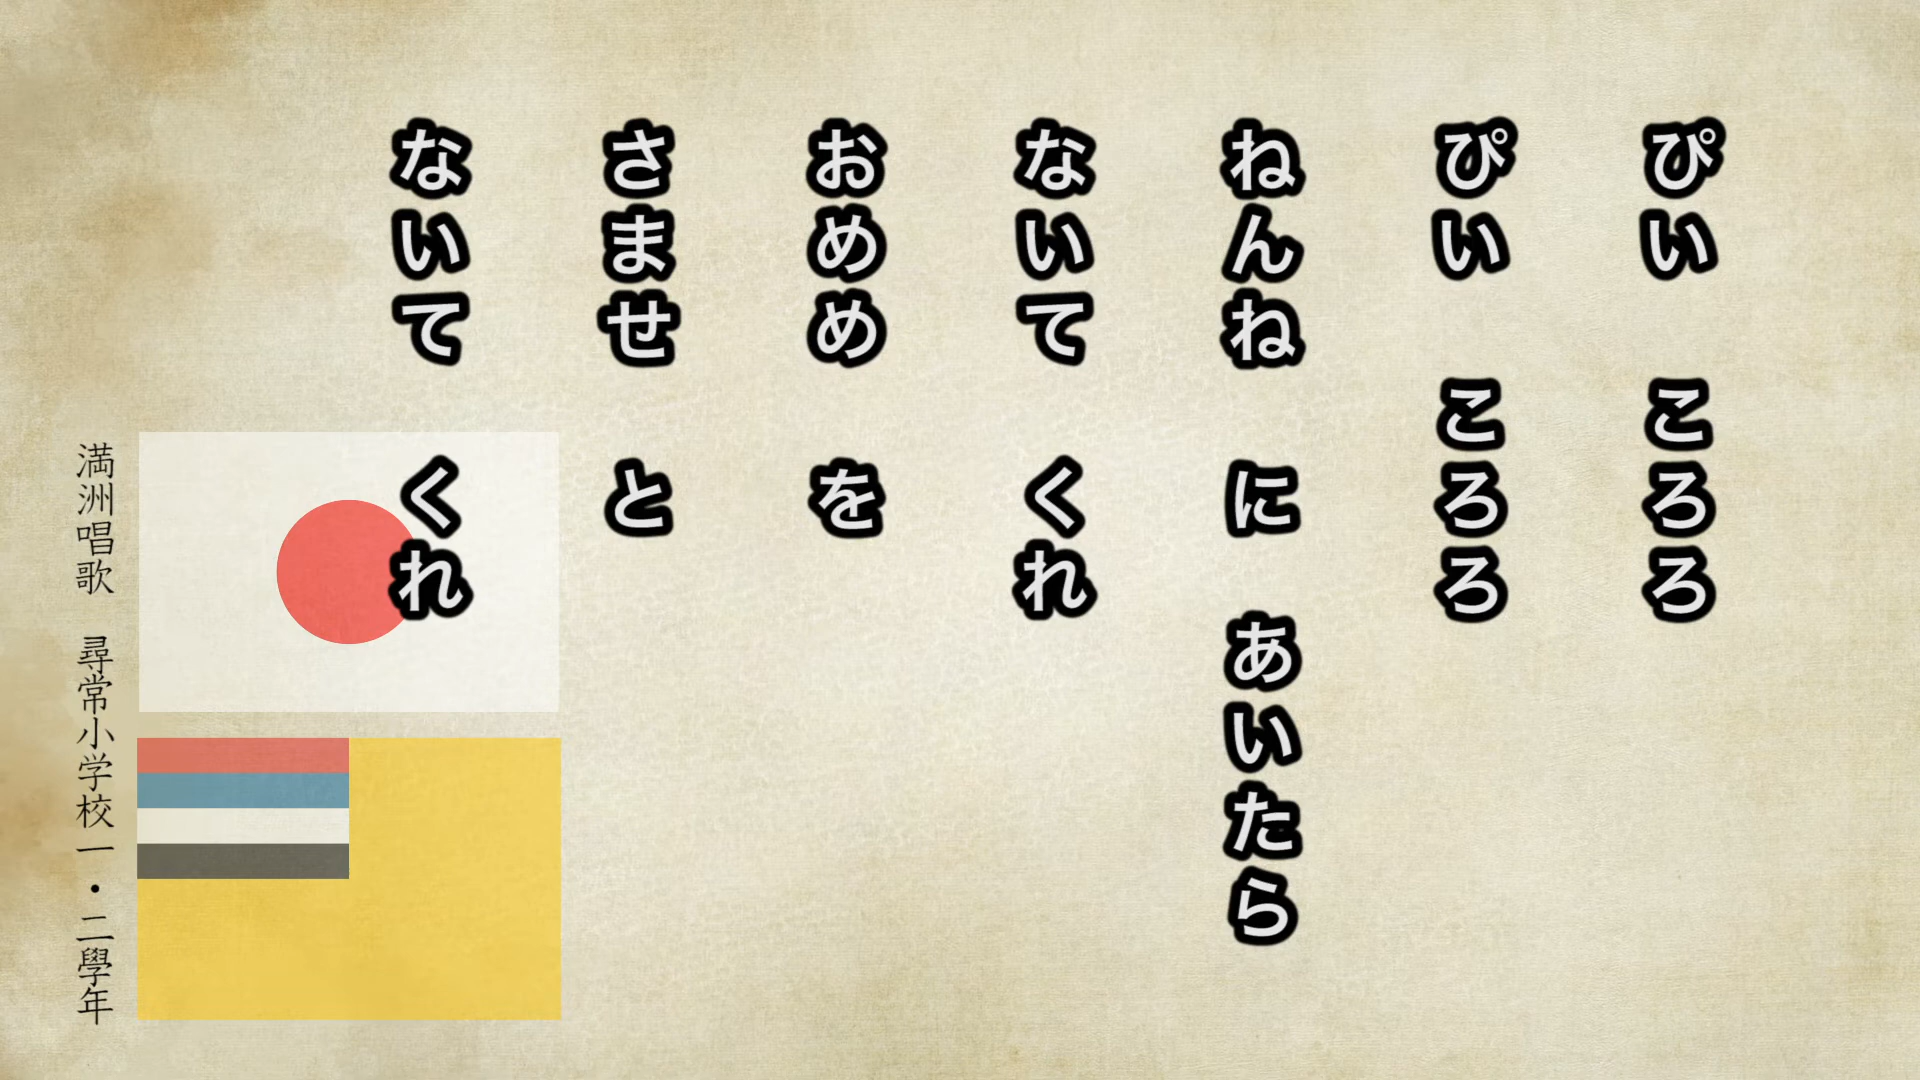 ぴい ころろ
ぴい ころろ
ねんね に あいたら
ないて くれ
おめめ を
さませ と
ないて くれ
満洲唱歌 尋常小学校一・二學年